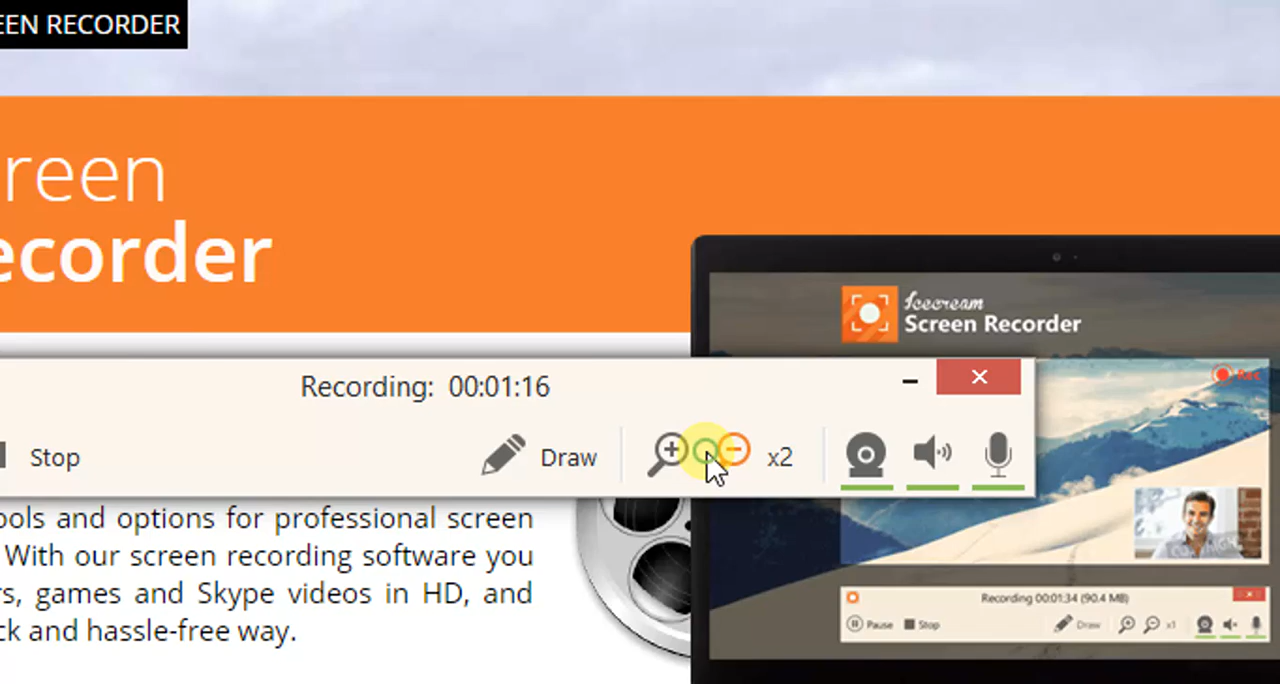 EEN RECORDER
reen
ecorder
Icecream
Screen Recorder
Rec
Recording: 00:01:16
Stop
Draw
x2
ools and options for professional screen
With our screen recording software you
rs, games and Skype videos in HD, and
ck and hassle-free way.
Recording 00:01:34 (90.4 MB)
Pause
Stop
Draw
x1